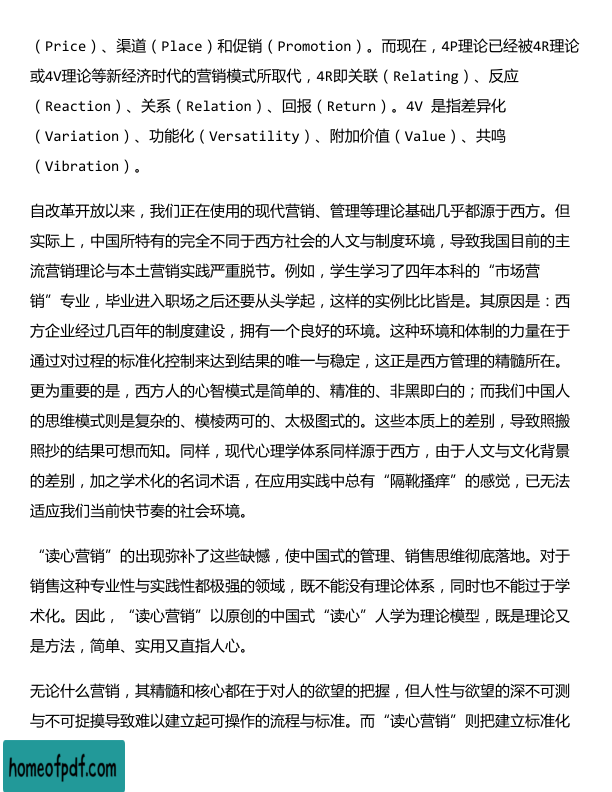 （Price）、渠道（Place）和促销（Promotion）。而现在，4P理论已经被4R理论
或4V理论等新经济时代的营销模式所取代，4R即关联（Relating）、反应
（Reaction）、关系（Relation）、回报（Return）。4V 是指差异化
（Variation）、功能化（Versatility）、附加价值（Value）、共鸣
（Vibration）。
自改革开放以来，我们正在使用的现代营销、管理等理论基础几乎都源于西方。但
实际上，中国所特有的完全不同于西方社会的人文与制度环境，导致我国目前的主
流营销理论与本土营销实践严重脱节。例如，学生学习了四年本科的“市场营
销”专业，毕业进入职场之后还要从头学起，这样的实例比比皆是。其原因是：西
方企业经过几百年的制度建设，拥有一个良好的环境。这种环境和体制的力量在于
通过对过程的标准化控制来达到结果的唯一与稳定，这正是西方管理的精髓所在。
更为重要的是，西方人的心智模式是简单的、精准的、非黑即白的；而我们中国人
的思维模式则是复杂的、模棱两可的、太极图式的。这些本质上的差别，导致照搬
照抄的结果可想而知。同样，现代心理学体系同样源于西方，由于人文与文化背景
的差别，加之学术化的名词术语，在应用实践中总有“隔靴搔痒”的感觉，已无法
适应我们当前快节奏的社会环境。
“读心营销”的出现弥补了这些缺憾，使中国式的管理、销售思维彻底落地。对于
销售这种专业性与实践性都极强的领域，既不能没有理论体系，同时也不能过于学
术化。因此，“读心营销”以原创的中国式“读心”人学为理论模型，既是理论又
是方法，简单、实用又直指人心。
无论什么营销，其精髓和核心都在于对人的欲望的把握，但人性与欲望的深不可测
与不可捉摸导致难以建立起可操作的流程与标准。而“读心营销”则把建立标准化
homeofpdf.com